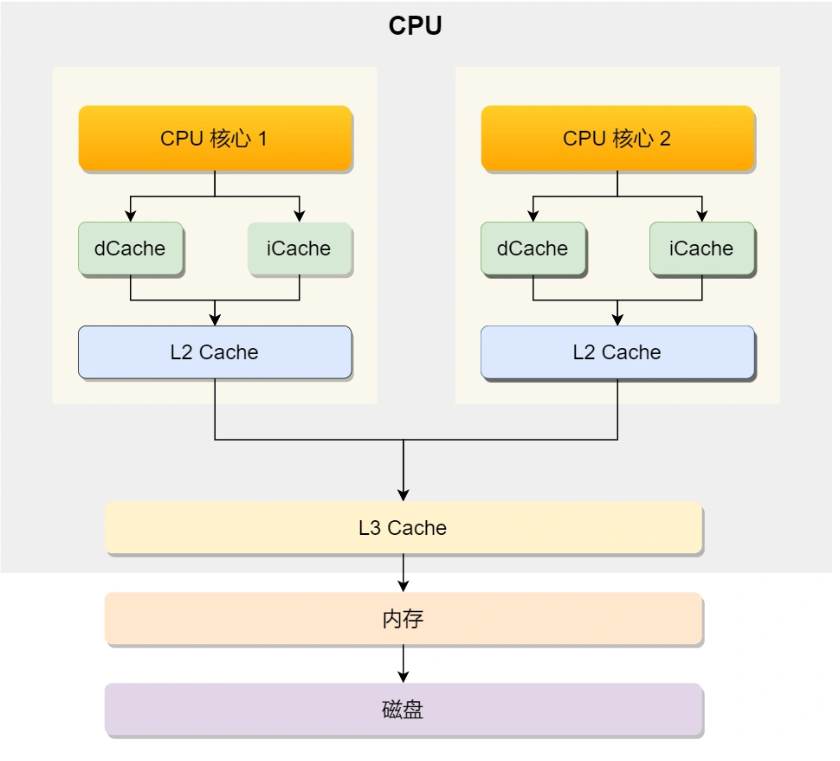 CPU
CPU 核心 1
CPU 核心 2
dCache
iCache
dCache
iCache
L2 Cache
L2 Cache
L3 Cache
内存
磁盘